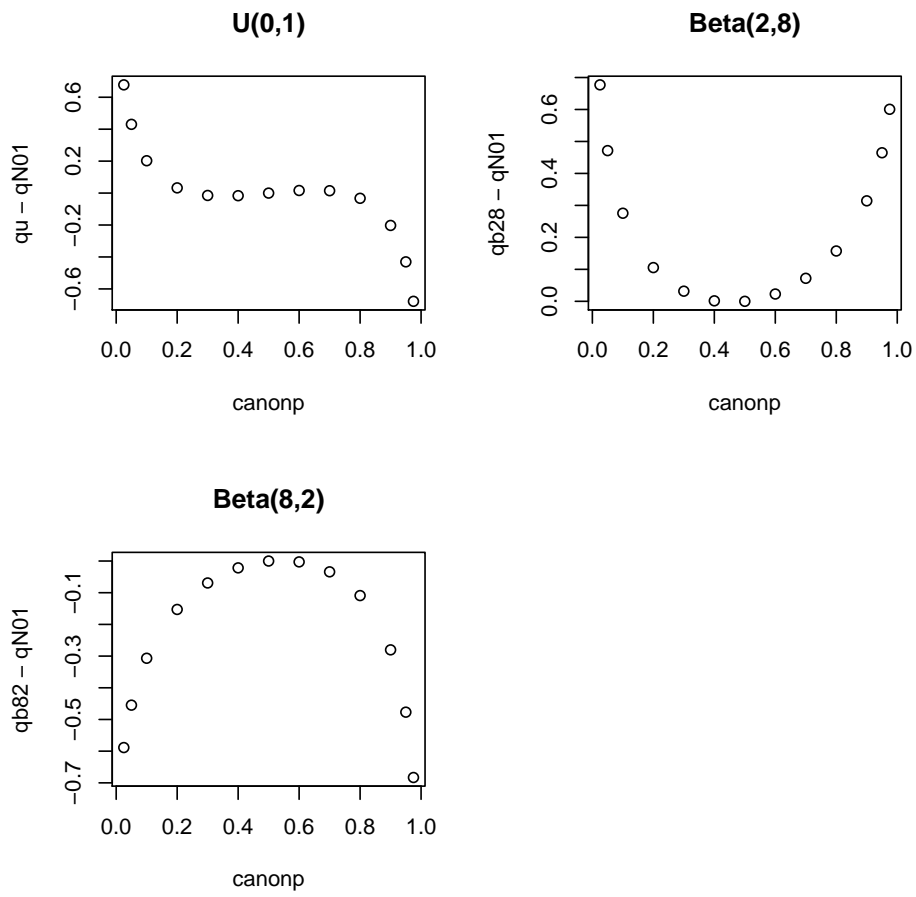 U(0,1)
qu − qN01
0.6
0.2
−0.2
−0.6
0.0 0.2 0.4 0.6 0.8 1.0
canonp
Beta(2,8)
qb28 − qN01
0.6
0.4
0.2
0.0
0.0 0.2 0.4 0.6 0.8 1.0
canonp
Beta(8,2)
qb82 − qN01
−0.1
−0.3
−0.5
−0.7
0.0 0.2 0.4 0.6 0.8 1.0
canonp